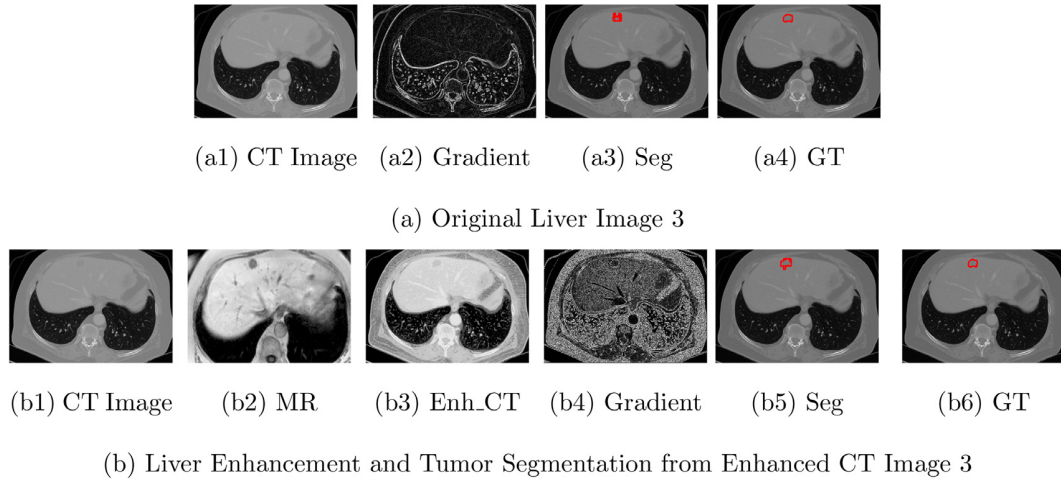 (a1) CT Image (a2) Gradient (a3) Seg (a4) GT
(a) Original Liver Image 3
(b1) CT Image (b2) MR (b3) Enh_CT (b4) Gradient (b5) Seg (b6) GT
(b) Liver Enhancement and Tumor Segmentation from Enhanced CT Image 3